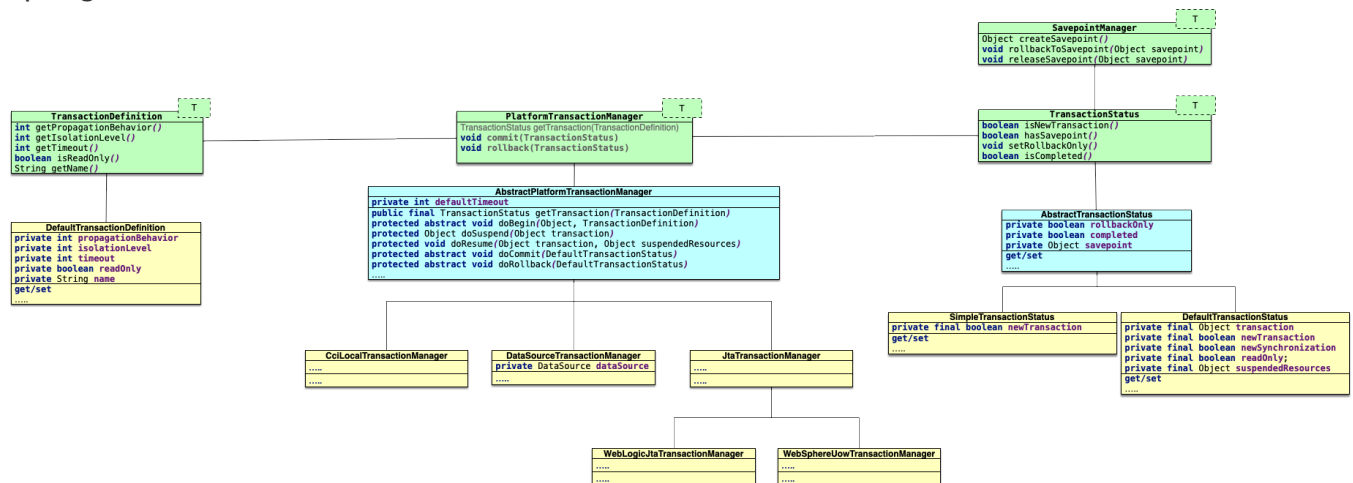 T
SavepointManager
Object createSavepoint()
void rollbackToSavepoint(Object savepoint)
void releaseSavepoint(Object savepoint)
T
TransactionDefinition
int getPropagationBehavior()
int getIsolationLevel()
int getTimeout()
boolean isReadOnly()
String getName()
T
PlatformTransactionManager
TransactionStatus getTransaction(TransactionDefinition)
void commit(TransactionStatus)
void rollback(TransactionStatus)
T
TransactionStatus
boolean isNewTransaction()
boolean hasSavepoint()
void setRollbackOnly()
boolean isCompleted()
DefaultTransactionDefinition
private int propagationBehavior
private int isolationLevel
private int timeout
private boolean readOnly
private String name
get/set
.....
AbstractPlatformTransactionManager
private int defaultTimeout
public final TransactionStatus getTransaction(TransactionDefinition)
protected abstract void doBegin(Object, TransactionDefinition)
protected Object doSuspend(Object transaction)
protected void doResume(Object transaction, Object suspendedResources)
protected abstract void doCommit(DefaultTransactionStatus)
protected abstract void doRollback(DefaultTransactionStatus)
.....
AbstractTransactionStatus
private boolean rollbackOnly
private boolean completed
private Object savepoint
get/set
.....
CciLocalTransactionManager
.....
.....
DataSourceTransactionManager
private DataSource dataSource
.....
JtaTransactionManager
.....
.....
SimpleTransactionStatus
private final boolean newTransaction
get/set
.....
DefaultTransactionStatus
private final Object transaction
private final boolean newTransaction
private final boolean newSynchronization
private final boolean readOnly;
private final Object suspendedResources
get/set
.....
WebLogicJtaTransactionManager
.....
.....
WebSphereUowTransactionManager
.....
.....